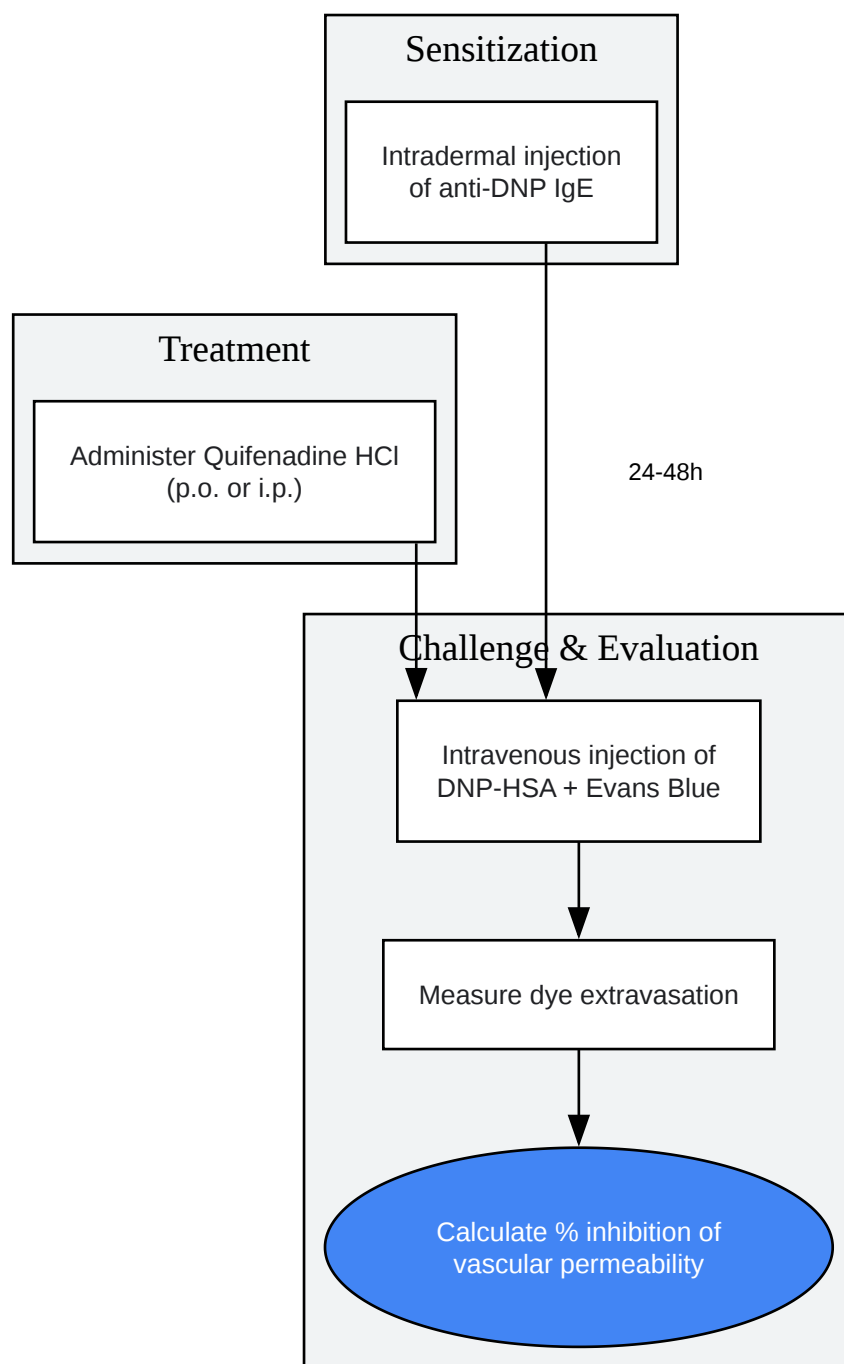 Sensitization
Intradermal injection
of anti-DNP IgE
Treatment
Administer Quifenadine HCl
(p.o. or i.p.)
24-48h
Challenge & Evaluation
Intravenous injection of
DNP-HSA + Evans Blue
Measure dye extravasation
Calculate % inhibition of
vascular permeability